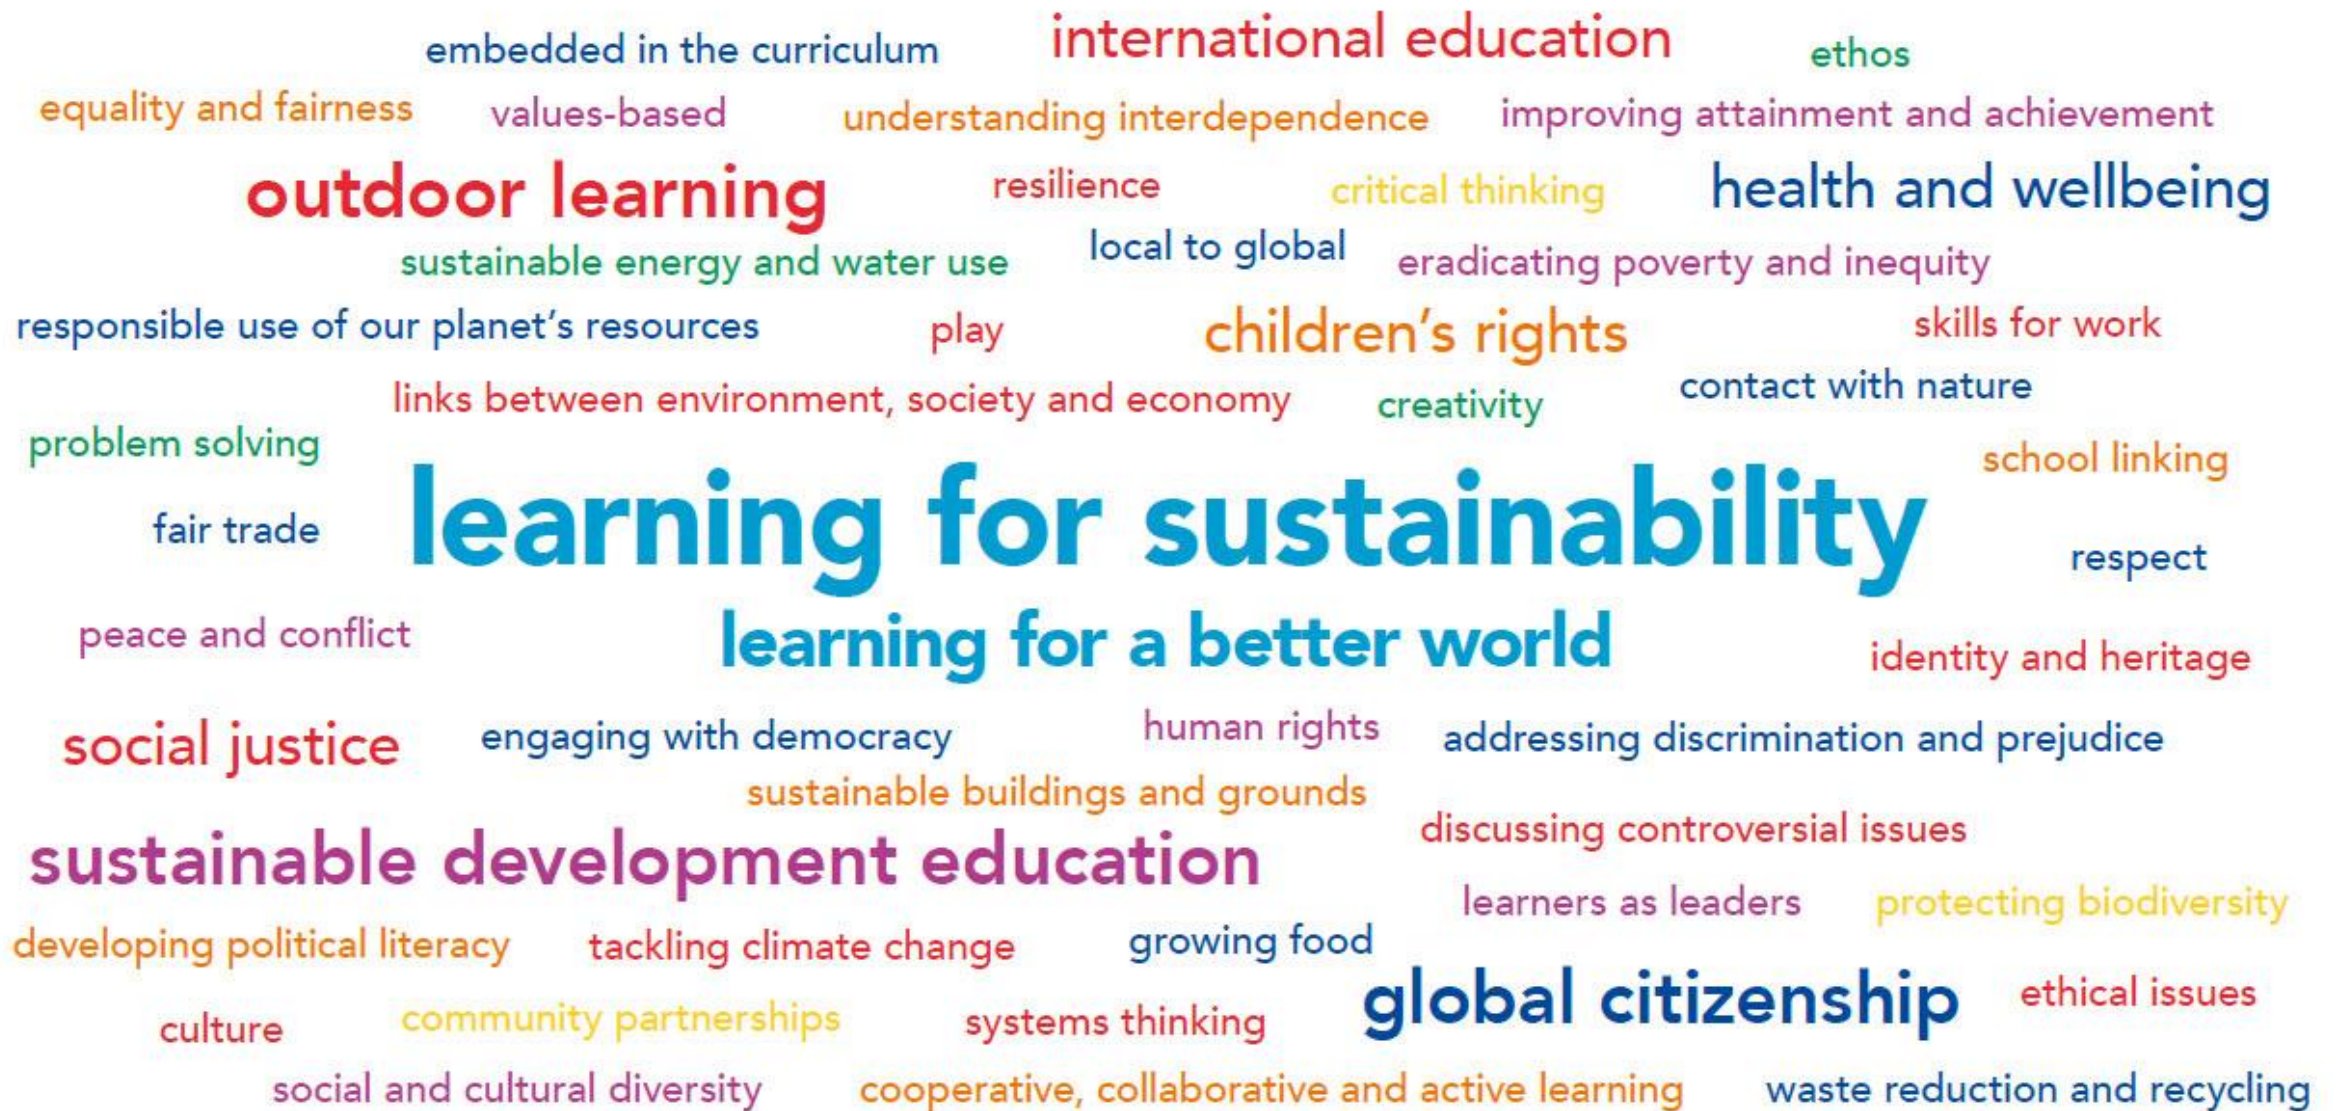 embedded in the curriculum
international education
ethos
equality and fairness
values-based
understanding interdependence
improving attainment and achievement
outdoor learning
resilience
critical thinking
health and wellbeing
sustainable energy and water use
local to global
eradicating poverty and inequity
responsible use of our planet’s resources
play
children’s rights
skills for work
links between environment, society and economy
creativity
contact with nature
problem solving
school linking
learning for sustainability
fair trade
respect
peace and conflict
learning for a better world
identity and heritage
social justice
engaging with democracy
human rights
addressing discrimination and prejudice
sustainable buildings and grounds
discussing controversial issues
sustainable development education
learners as leaders
protecting biodiversity
developing political literacy
tackling climate change
growing food
global citizenship
ethical issues
culture
community partnerships
systems thinking
social and cultural diversity
cooperative, collaborative and active learning
waste reduction and recycling